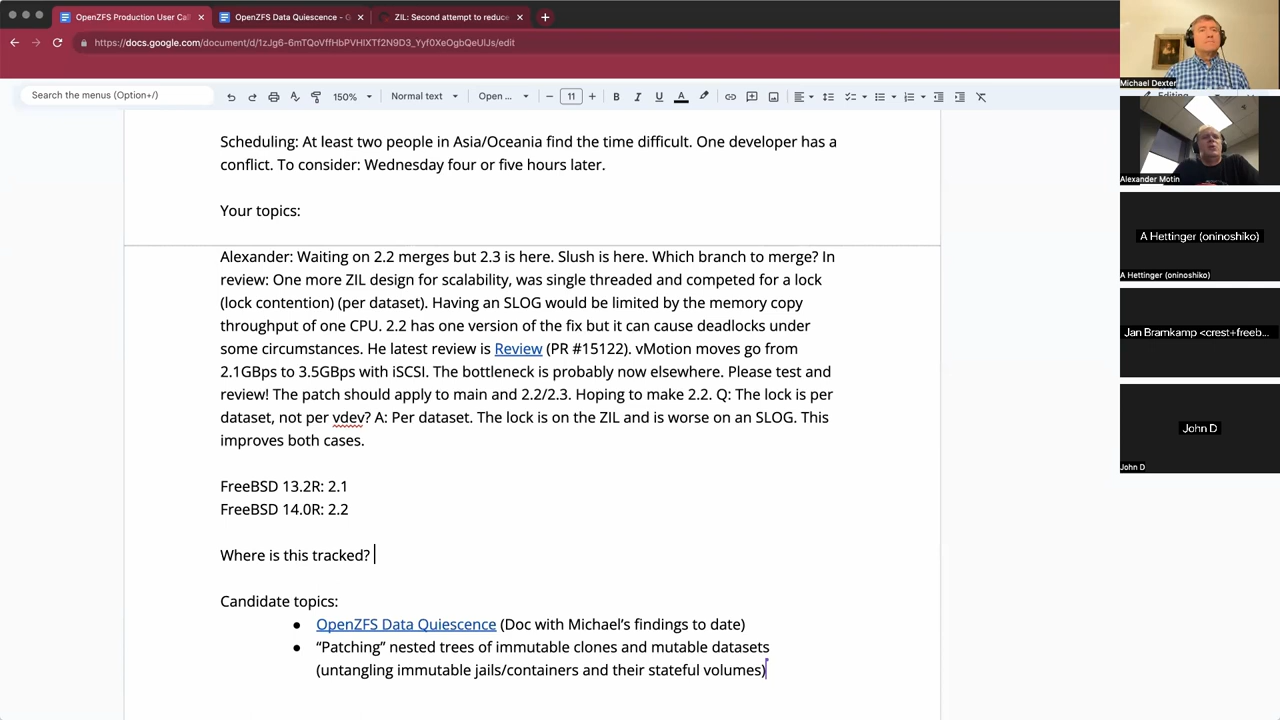 OpenZFS Production User Cal
OpenZFS Data Quiescence - G
ZIL: Second attempt to reduce
https://docs.google.com/document/d/1zJg6-6mTQoVffHbPVHIXTf2N9D3_Yyf0XeOgbQeUIJs/edit
Search the menus (Option+/)
150%
Normal text
Open
11
Editing
Scheduling: At least two people in Asia/Oceania find the time difficult. One developer has a
conflict. To consider: Wednesday four or five hours later.
Your topics:
Alexander: Waiting on 2.2 merges but 2.3 is here. Slush is here. Which branch to merge? In
review: One more ZIL design for scalability, was single threaded and competed for a lock
(lock contention) (per dataset). Having an SLOG would be limited by the memory copy
throughput of one CPU. 2.2 has one version of the fix but it can cause deadlocks under
some circumstances. He latest review is Review (PR #15122). vMotion moves go from
2.1GBps to 3.5GBps with iSCSI. The bottleneck is probably now elsewhere. Please test and
review! The patch should apply to main and 2.2/2.3. Hoping to make 2.2. Q: The lock is per
dataset, not per vdev? A: Per dataset. The lock is on the ZIL and is worse on an SLOG. This
improves both cases.
FreeBSD 13.2R: 2.1
FreeBSD 14.0R: 2.2
Where is this tracked?
Candidate topics:
● OpenZFS Data Quiescence (Doc with Michael's findings to date)
● “Patching” nested trees of immutable clones and mutable datasets
(untangling immutable jails/containers and their stateful volumes)
Michael Dexter
Alexander Motin
A Hettinger (oninoshiko)
A Hettinger (oninoshiko)
Jan Bramkamp <crest+freeb...
John D
John D